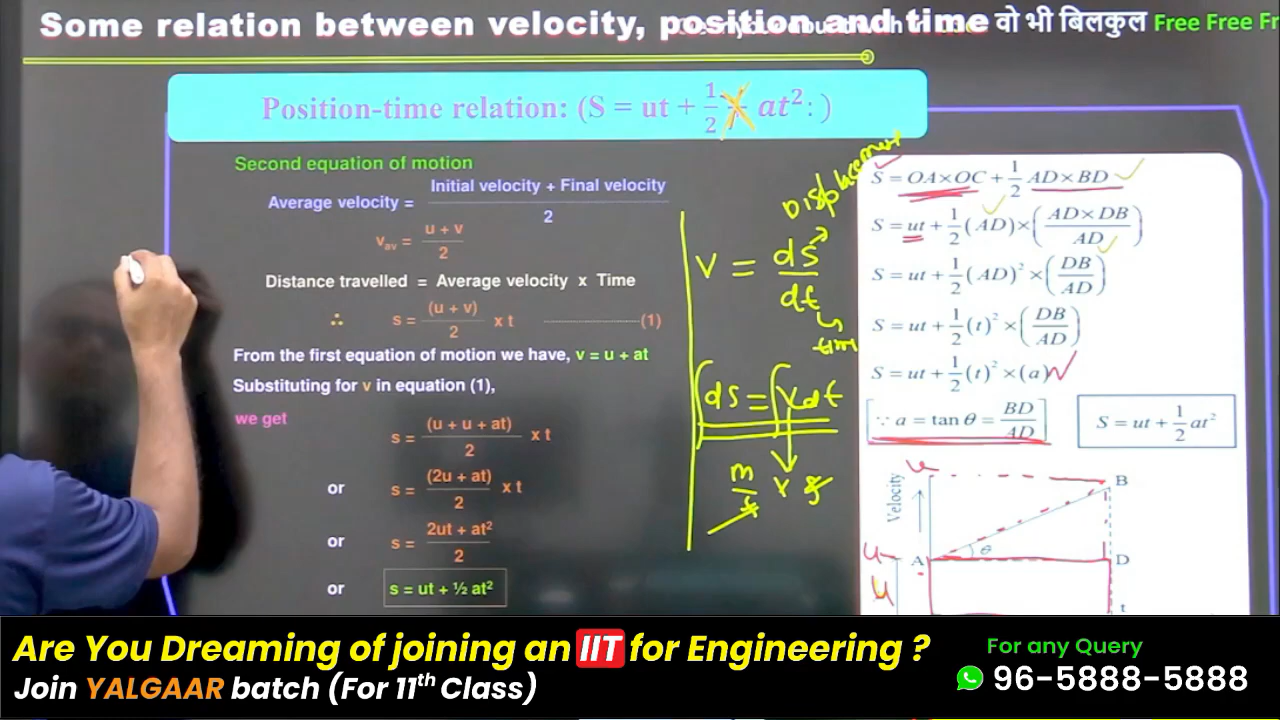 Some relation between velocity, position and time वो भी बिलकुल Free Free Fr
Position-time relation: (S = ut + 1/2 at²: )
Second equation of motion
Average velocity = Initial velocity + Final velocity / 2
v_av = u + v / 2
Distance travelled = Average velocity x Time
∴ s = (u + v) / 2 x t ----------(1)
From the first equation of motion we have, v = u + at
Substituting for v in equation (1),
we get
s = (u + u + at) / 2 x t
or s = (2u + at) / 2 x t
or s = 2ut + at² / 2
or s = ut + ½ at²
Displacement
v = ds / dt
time
∫ds = ∫vdt
m / s x s
S = OA×OC + 1/2 AD×BD
S = ut + 1/2 (AD) × (AD×DB / AD)
S = ut + 1/2 (AD)² × (DB / AD)
S = ut + 1/2 (t)² × (DB / AD)
S = ut + 1/2 (t)² × (a)
[∵ a = tan θ = BD / AD]
S = ut + 1/2 at²
Velocity
v
B
θ
u
A
D
u
t
Are You Dreaming of joining an IIT for Engineering ?
Join YALGAAR batch (For 11th Class)
For any Query
96-5888-5888